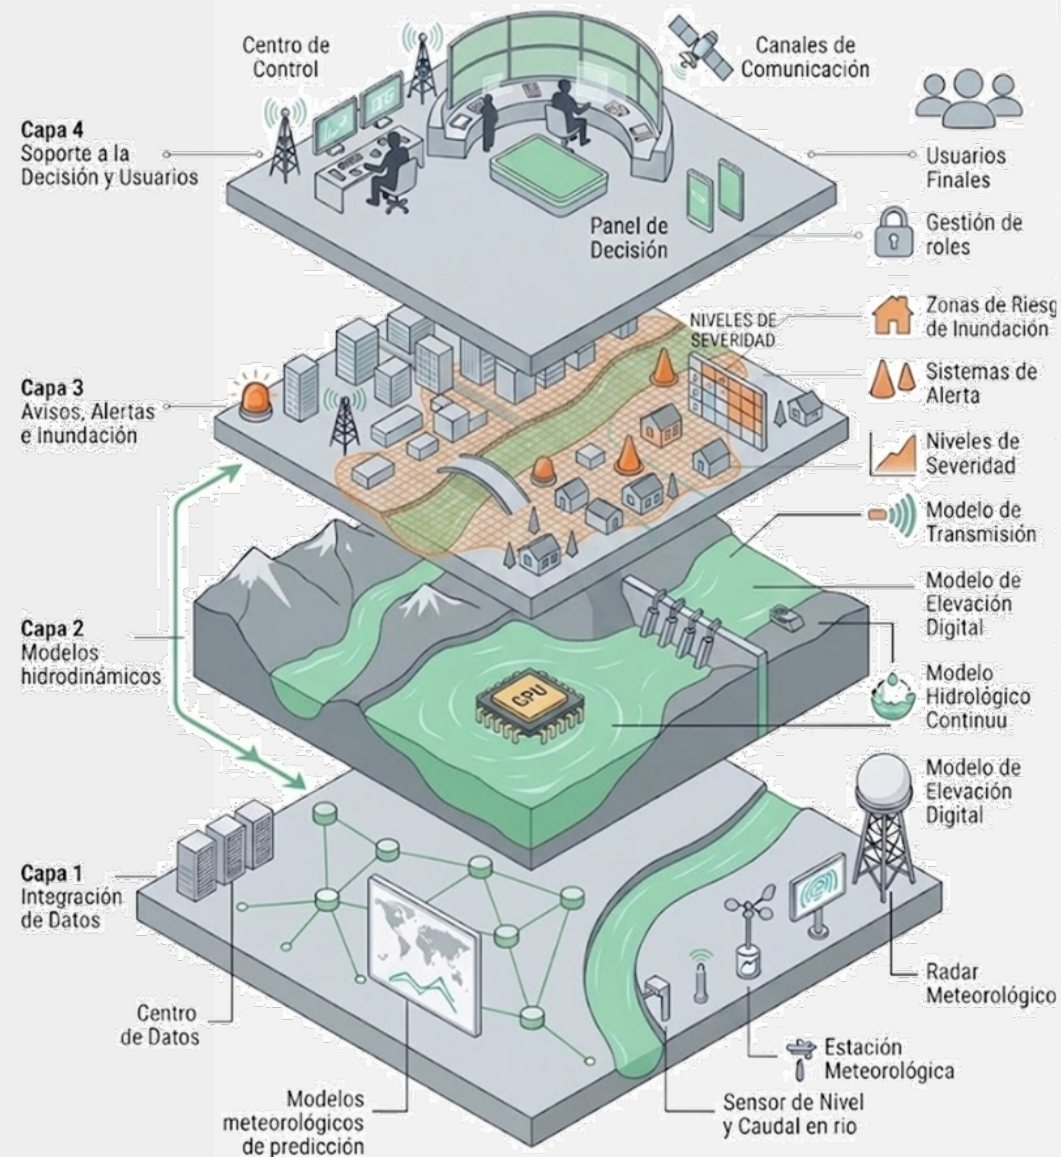 Centro de
Control
Canales de
Comunicación
Capa 4
Soporte a la
Decisión y Usuarios
Usuarios
Finales
Panel de
Decisión
Gestión de
roles
NIVELES DE
SEVERIDAD
Zonas de Riesg
de Inundación
Capa 3
Avisos, Alertas
e Inundación
Sistemas de
Alerta
Niveles de
Severidad
Modelo de
Transmisión
Capa 2
Modelos
hidrodinámicos
Modelo de
Elevación
Digital
CPU
Modelo
Hidrológico
Continuu
Modelo de
Elevación
Digital
Capa 1
Integración
de Datos
Radar
Meteorológico
Centro
de Datos
Estación
Meteorológica
Modelos
meteorológicos
de predicción
Sensor de Nivel
y Caudal en rio